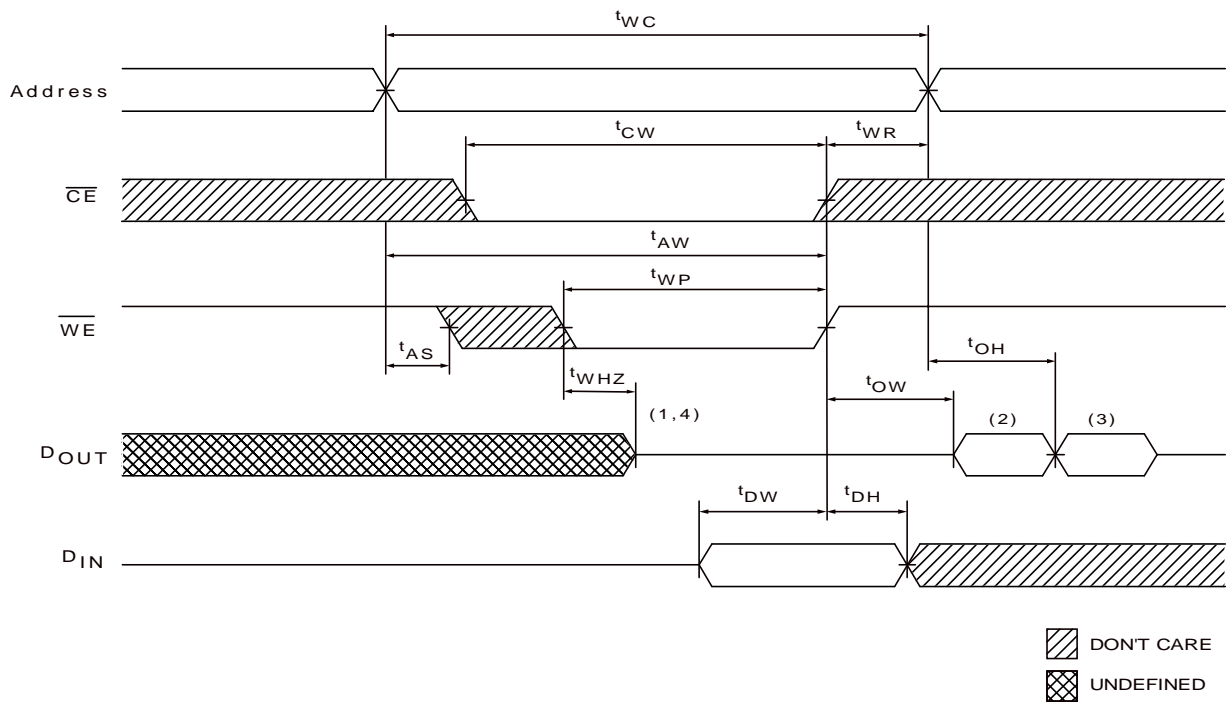 tWC
Address
tCW
tWR
CE
tAW
tWP
WE
tAS
tOH
tWHZ
tOW
(1,4)
(2)
(3)
DOUT
tDW
tDH
DIN
DON'T CARE
UNDEFINED